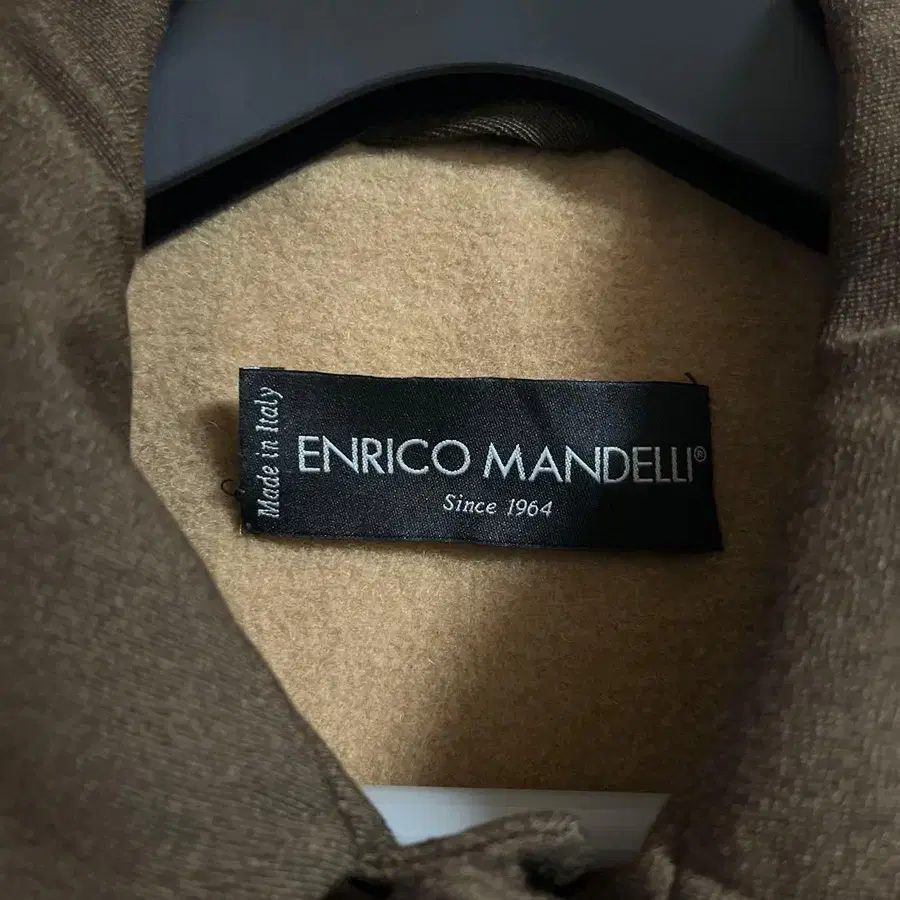 Made in Italy
ENRICO MANDELLI®
Since 1964